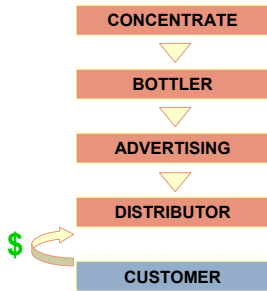 CONCENTRATE
BOTTLER
ADVERTISING
DISTRIBUTOR
$
CUSTOMER